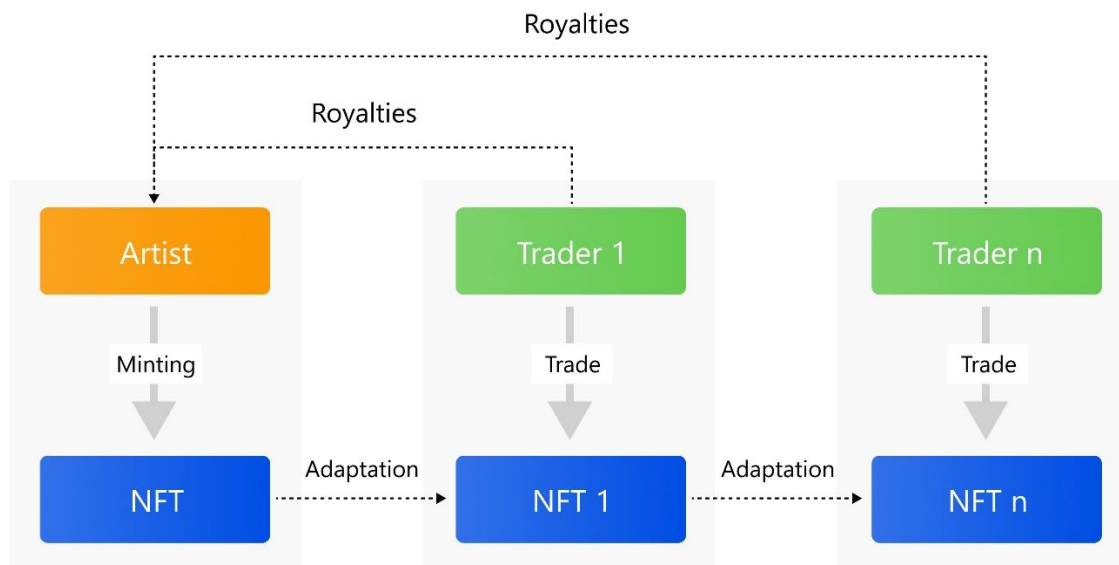 Royalties
Royalties
Artist
Trader 1
Trader n
Minting
Trade
Trade
Adaptation
Adaptation
NFT
NFT 1
NFT n